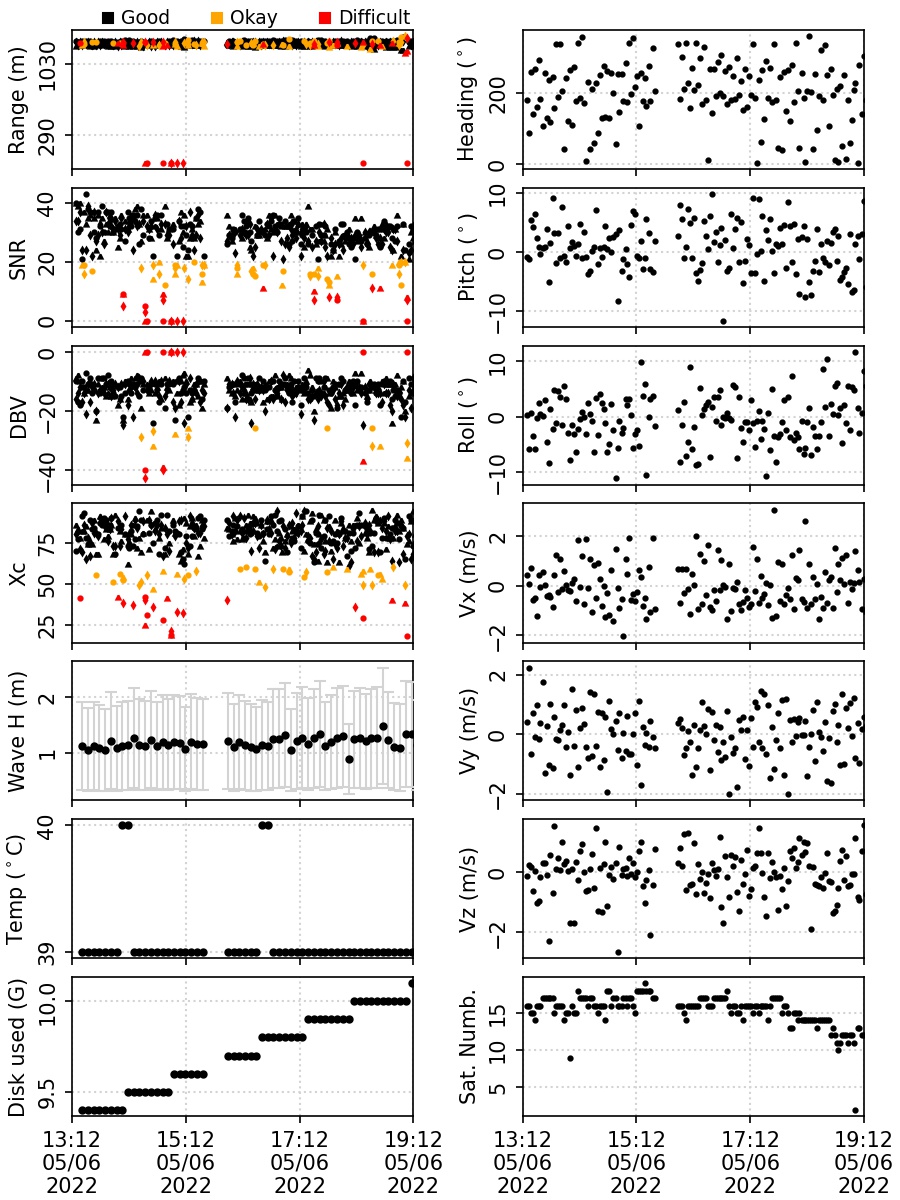 Good Okay Difficult
Range (m)
1030
290
Heading (°)
200
0
SNR
40
20
0
Pitch (°)
10
0
−10
DBV
0
−20
−40
Roll (°)
10
0
−10
Xc
75
50
25
Vx (m/s)
2
0
−2
Wave H (m)
2
1
Vy (m/s)
2
0
−2
Temp (°C)
40
39
Vz (m/s)
0
−2
Disk used (G)
10.0
9.5
Sat. Numb.
15
10
5
13:12 15:12 17:12 19:12 13:12 15:12 17:12 19:12
05/06 05/06 05/06 05/06 05/06 05/06 05/06 05/06
2022 2022 2022 2022 2022 2022 2022 2022